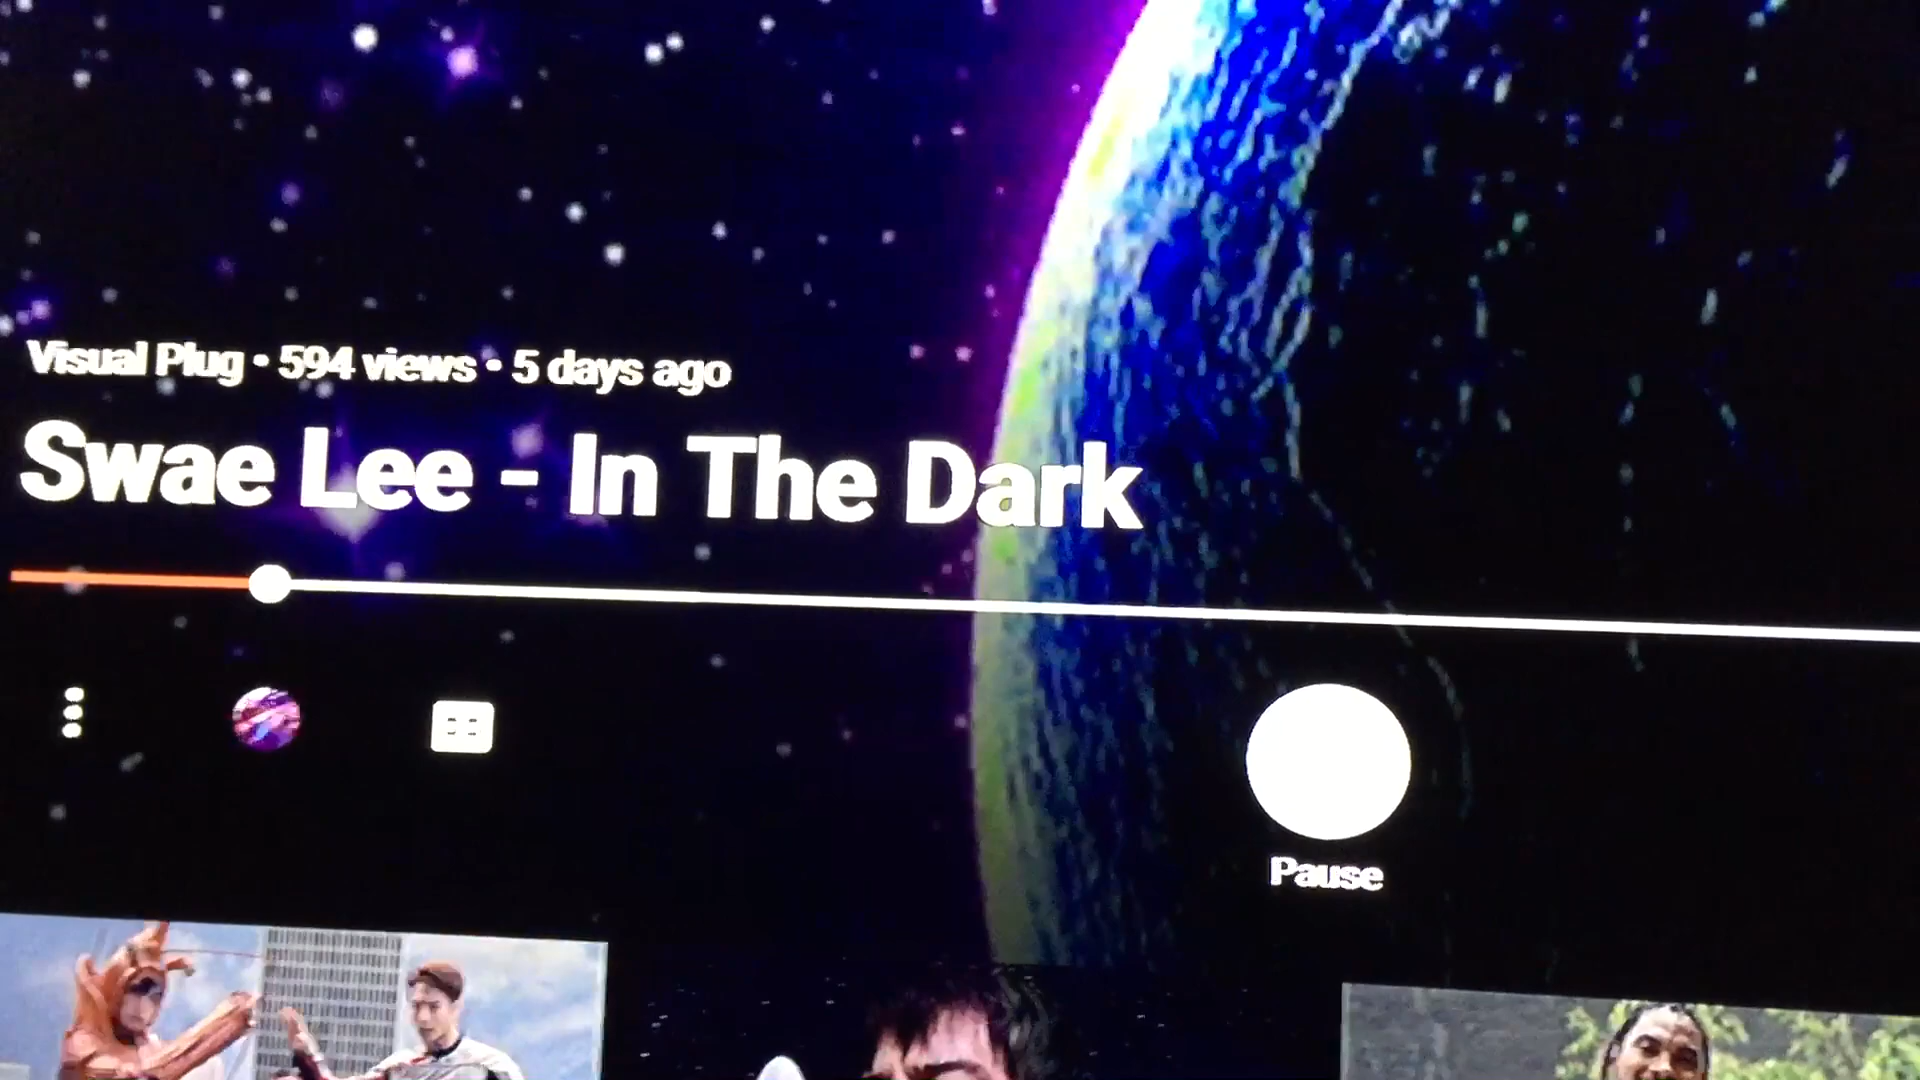 Visual Plug • 594 views • 5 days ago
Swae Lee - In The Dark
Pause